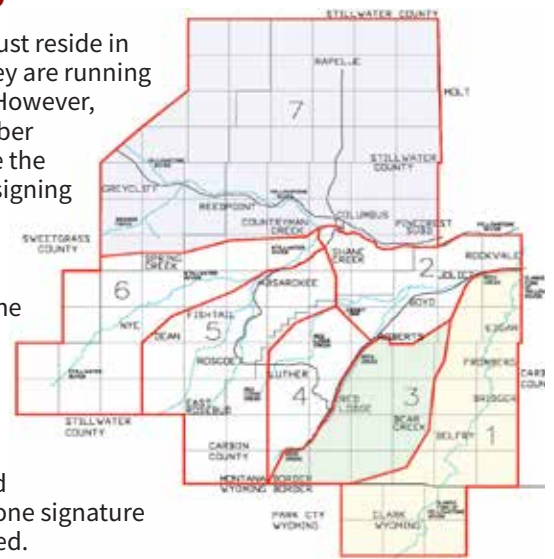 ust reside in
ey are running
However,
ber
e the
signing
ne
d
one signature
ed.
STILLWATER COUNTY
RAPELJE
MOLT
7
STILLWATER
COUNTY
GREYCLIFF
REEDPOINT
COLUMBUS
COUNTRYMAN
CREEK
SWEETGRASS
COUNTY
SPRING
CREEK
SHANE
CREEK
ROCKVALE
2
JOLIET
ABSAROKEE
6
BOYD
FISHTAIL
5
EDGAR
NYE
DEAN
ROBERTS
ROSCOE
FROMBERG
LUTHER
3
4
RED
LODGE
BRIDGER
EAST
ROSEBUD
BEAR
CREEK
1
STILLWATER
COUNTY
BELFRY
CARBON
COUNTY
MONTANA BORDER
WYOMING BORDER
PARK CTY
WYOMING
CLARK
WYOMING